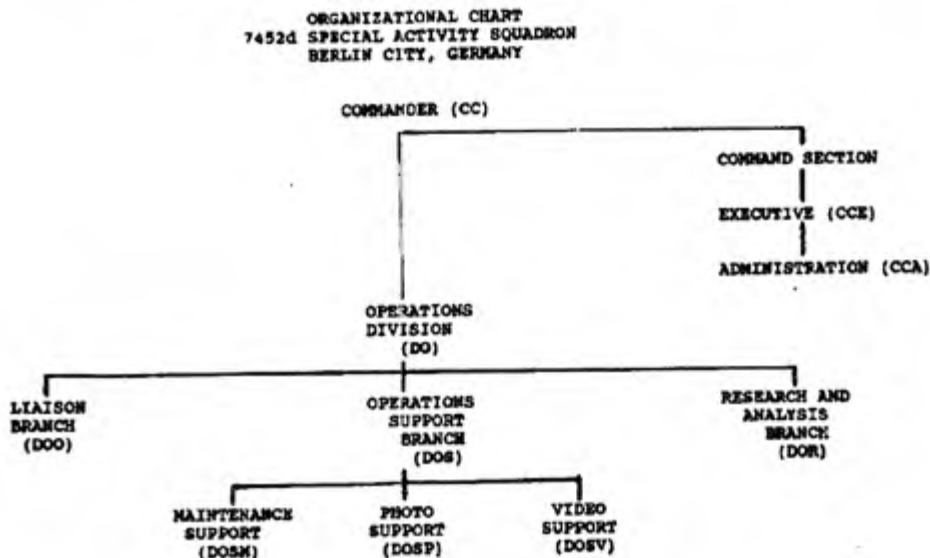 ORGANIZATIONAL CHART
7452d SPECIAL ACTIVITY SQUADRON
BERLIN CITY, GERMANY
COMMANDER (CC)
COMMAND SECTION
EXECUTIVE (CCE)
ADMINISTRATION (CCA)
OPERATIONS
DIVISION
(DO)
LIAISON
BRANCH
(DOO)
OPERATIONS
SUPPORT
BRANCH
(DOS)
RESEARCH AND
ANALYSIS
BRANCH
(DOR)
MAINTENANCE
SUPPORT
(DOSM)
PHOTO
SUPPORT
(DOSP)
VIDEO
SUPPORT
(DOSV)